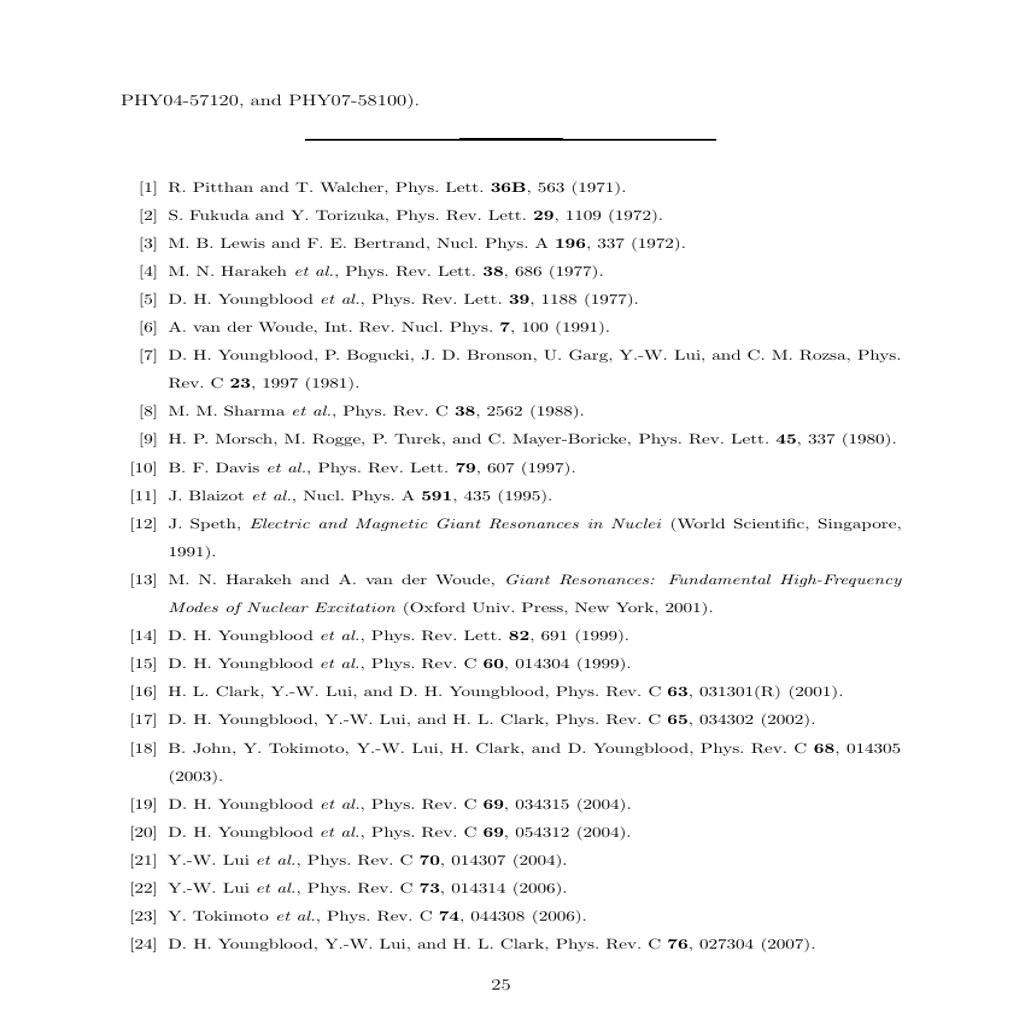 PHY04-57120, and PHY07-58100).
[1] R. Pitthan and T. Walcher, Phys. Lett. 36B, 563 (1971).
[2] S. Fukuda and Y. Torizuka, Phys. Rev. Lett. 29, 1109 (1972).
[3] M. B. Lewis and F. E. Bertrand, Nucl. Phys. A 196, 337 (1972).
[4] M. N. Harakeh et al., Phys. Rev. Lett. 38, 686 (1977).
[5] D. H. Youngblood et al., Phys. Rev. Lett. 39, 1188 (1977).
[6] A. van der Woude, Int. Rev. Nucl. Phys. 7, 100 (1991).
[7] D. H. Youngblood, P. Bogucki, J. D. Bronson, U. Garg, Y.-W. Lui, and C. M. Rozsa, Phys.
Rev. C 23, 1997 (1981).
[8] M. M. Sharma et al., Phys. Rev. C 38, 2562 (1988).
[9] H. P. Morsch, M. Rogge, P. Turek, and C. Mayer-Boricke, Phys. Rev. Lett. 45, 337 (1980).
[10] B. F. Davis et al., Phys. Rev. Lett. 79, 607 (1997).
[11] J. Blaizot et al., Nucl. Phys. A 591, 435 (1995).
[12] J. Speth, Electric and Magnetic Giant Resonances in Nuclei (World Scientific, Singapore,
1991).
[13] M. N. Harakeh and A. van der Woude, Giant Resonances: Fundamental High-Frequency
Modes of Nuclear Excitation (Oxford Univ. Press, New York, 2001).
[14] D. H. Youngblood et al., Phys. Rev. Lett. 82, 691 (1999).
[15] D. H. Youngblood et al., Phys. Rev. C 60, 014304 (1999).
[16] H. L. Clark, Y.-W. Lui, and D. H. Youngblood, Phys. Rev. C 63, 031301(R) (2001).
[17] D. H. Youngblood, Y.-W. Lui, and H. L. Clark, Phys. Rev. C 65, 034302 (2002).
[18] B. John, Y. Tokimoto, Y.-W. Lui, H. Clark, and D. Youngblood, Phys. Rev. C 68, 014305
(2003).
[19] D. H. Youngblood et al., Phys. Rev. C 69, 034315 (2004).
[20] D. H. Youngblood et al., Phys. Rev. C 69, 054312 (2004).
[21] Y.-W. Lui et al., Phys. Rev. C 70, 014307 (2004).
[22] Y.-W. Lui et al., Phys. Rev. C 73, 014314 (2006).
[23] Y. Tokimoto et al., Phys. Rev. C 74, 044308 (2006).
[24] D. H. Youngblood, Y.-W. Lui, and H. L. Clark, Phys. Rev. C 76, 027304 (2007).
25